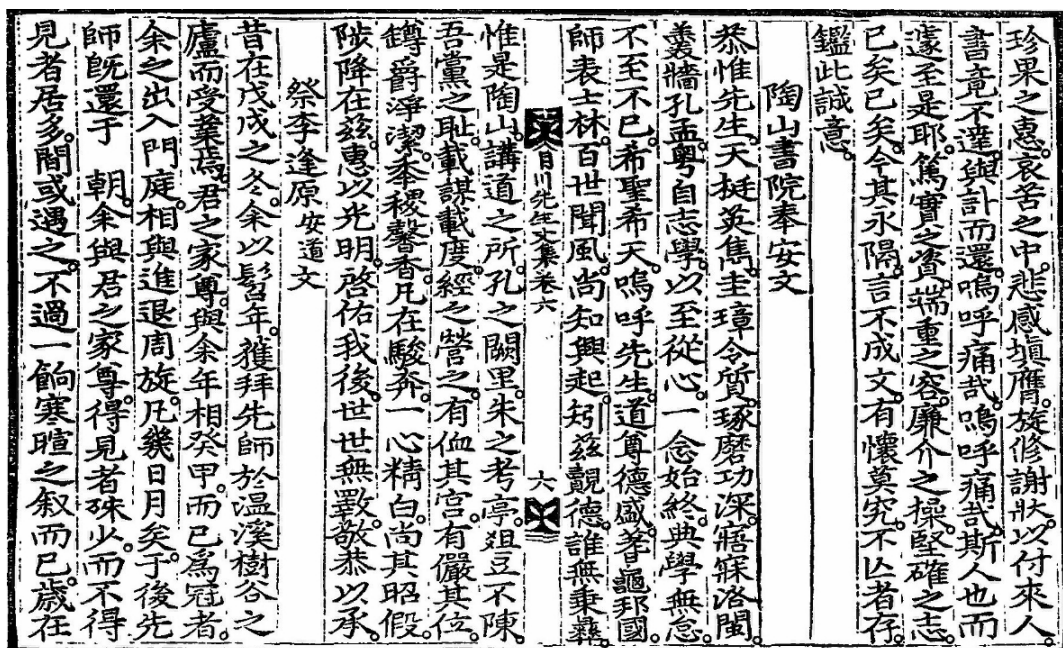 珍果之惠。哀苦之中。悲感塡膺。旋修謝狀。以付來人。
書竟不達。與訃而還。嗚呼痛哉。嗚呼痛哉。斯人也而
遽至是耶。篤實之資。端重之容。廉介之操。堅確之志。
已矣已矣。今其永隔。言不成文。有懷莫究。不亡者存。
鑑此誠意。
陶山書院奉安文
恭惟先生。天挺英雋。圭璋令質。琢磨功深。寤寐洛閩。
羹牆孔孟。粤自志學。以至從心。一念始終。典學無怠。
不至不已。希聖希天。嗚呼先生。道尊德盛。蓍龜邦國。
師表士林。百世聞風。尚知興起。矧玆覿德。誰無秉彝。
月川先生文集卷六
六
惟是陶山。講道之所。孔之闕里。朱之考亭。俎豆不陳。
吾黨之恥。載謀載度。經之營之。有侐其宮。有儼其位。
鐏爵淨潔。黍稷馨香。凡在駿奔。一心精白。尚其昭假。
陟降在玆。惠以光明。啓佑我後。世世無斁。敬恭以承。
祭李逢原安道文
昔在戊戌之冬。余以髫年。獲拜先師於溫溪樹谷之
廬而受業焉。君之家尊。與余年相癸甲。而已爲冠者。
余之出入門庭。相與進退周旋。凡幾日月矣。于後先
師旣還于 朝。余與君之家尊。得見者殊少。而不得
見者居多。間或遇之。不過一餉寒暄之叙而已。歲在